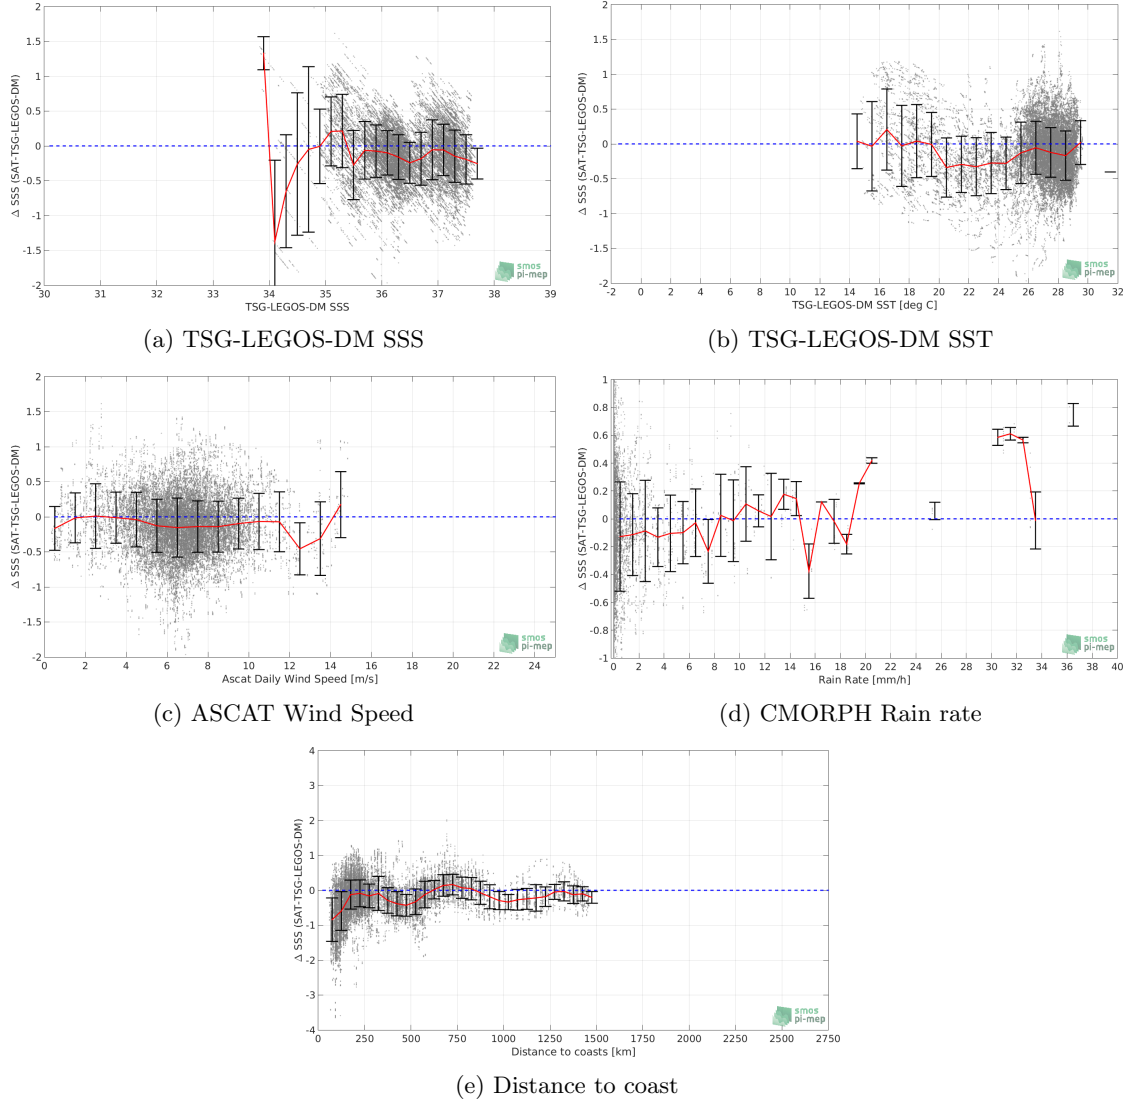 2
1.5
1
0.5
0
-0.5
-1
-1.5
-2
Δ SSS (SAT-TSG-LEGOS-DM)
30 31 32 33 34 35 36 37 38 39
TSG-LEGOS-DM SSS
smos
pi-mep
(a) TSG-LEGOS-DM SSS
2
1.5
1
0.5
0
-0.5
-1
-1.5
-2
Δ SSS (SAT-TSG-LEGOS-DM)
-2 0 2 4 6 8 10 12 14 16 18 20 22 24 26 28 30 32
TSG-LEGOS-DM SST [deg C]
smos
pi-mep
(b) TSG-LEGOS-DM SST
2
1.5
1
0.5
0
-0.5
-1
-1.5
-2
Δ SSS (SAT-TSG-LEGOS-DM)
0 2 4 6 8 10 12 14 16 18 20 22 24
Ascat Daily Wind Speed [m/s]
smos
pi-mep
(c) ASCAT Wind Speed
1
0.8
0.6
0.4
0.2
0
-0.2
-0.4
-0.6
-0.8
-1
Δ SSS (SAT-TSG-LEGOS-DM)
0 2 4 6 8 10 12 14 16 18 20 22 24 26 28 30 32 34 36 38 40
Rain Rate [mm/h]
smos
pi-mep
(d) CMORPH Rain rate
4
3
2
1
0
-1
-2
-3
-4
Δ SSS (SAT-TSG-LEGOS-DM)
0 250 500 750 1000 1250 1500 1750 2000 2250 2500 2750
Distance to coasts [km]
smos
pi-mep
(e) Distance to coast